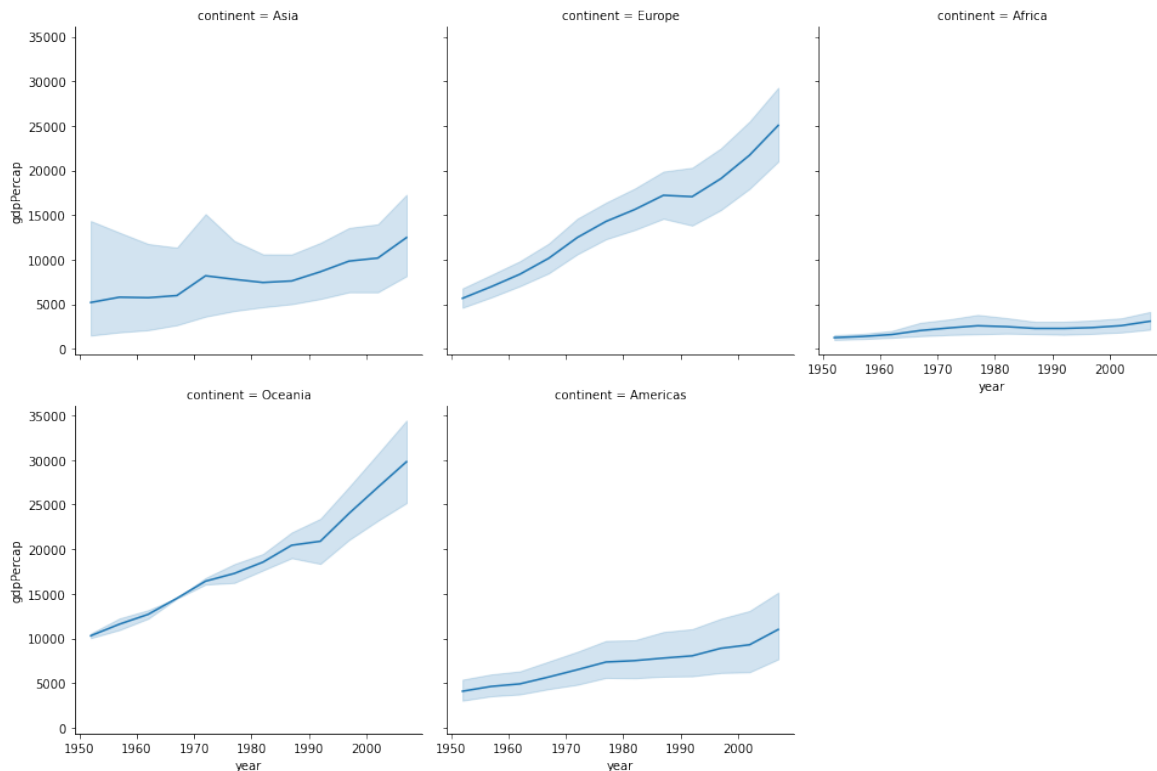 continent = Asia
continent = Europe
continent = Africa
35000
30000
25000
20000
15000
10000
5000
0
gdpPercap
1950 1960 1970 1980 1990 2000
year
continent = Oceania
continent = Americas
35000
30000
25000
20000
15000
10000
5000
0
gdpPercap
1950 1960 1970 1980 1990 2000
year
1950 1960 1970 1980 1990 2000
year